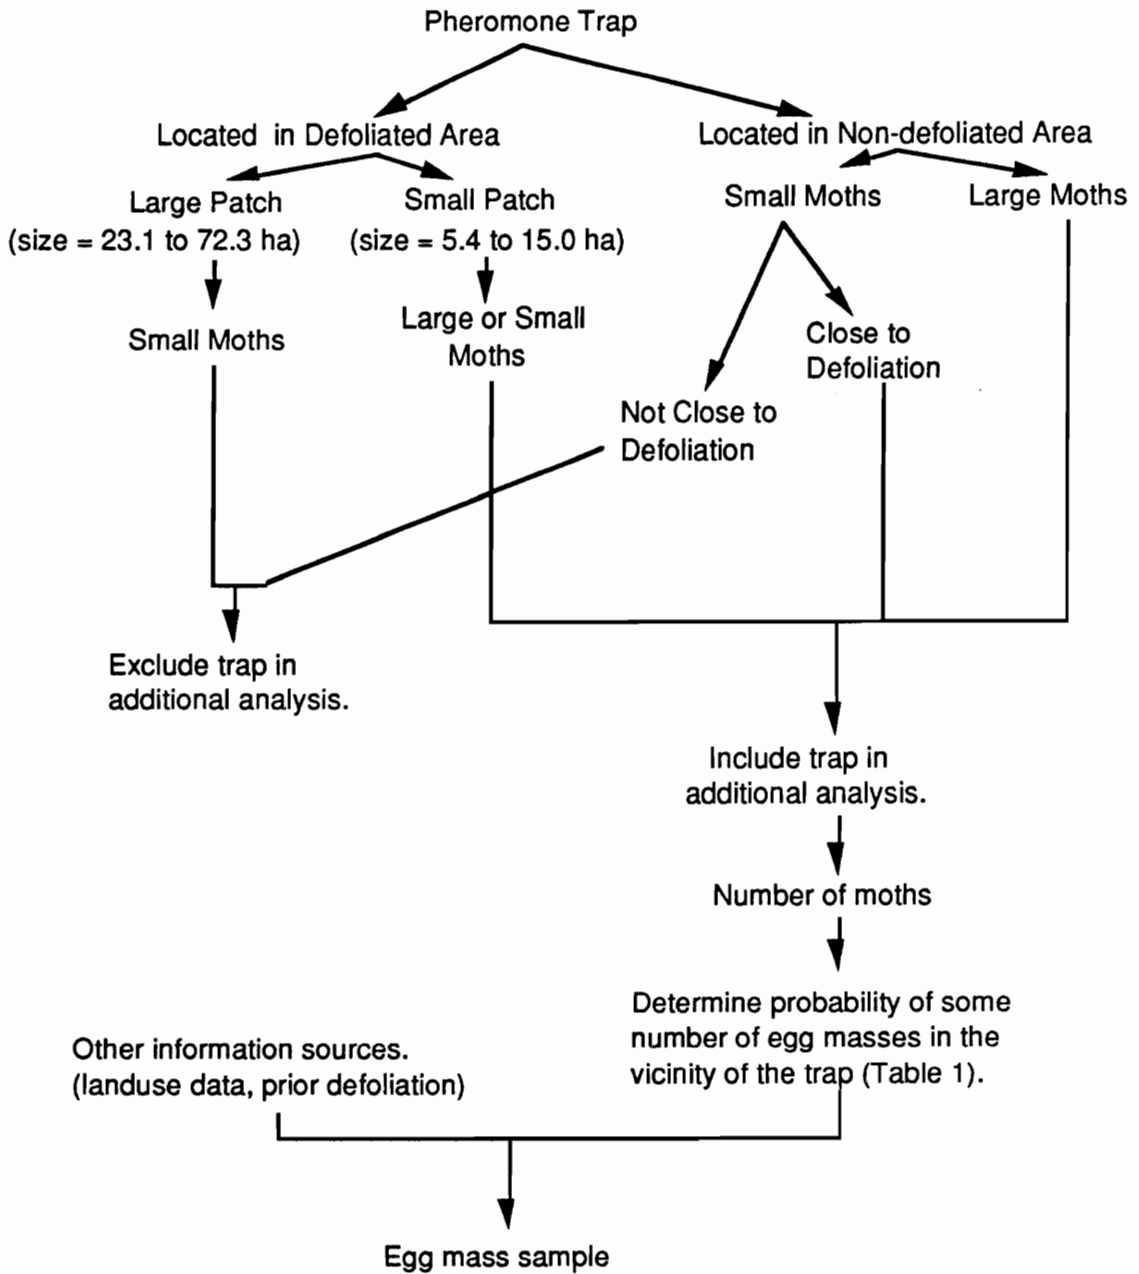 Pheromone Trap
Located in Defoliated Area
Located in Non-defoliated Area
Large Patch
(size = 23.1 to 72.3 ha)
Small Patch
(size = 5.4 to 15.0 ha)
Small Moths
Large Moths
Small Moths
Large or Small
Moths
Close to
Defoliation
Not Close to
Defoliation
Exclude trap in
additional analysis.
Include trap in
additional analysis.
Number of moths
Determine probability of some
number of egg masses in the
vicinity of the trap (Table 1).
Other information sources.
(landuse data, prior defoliation)
Egg mass sample